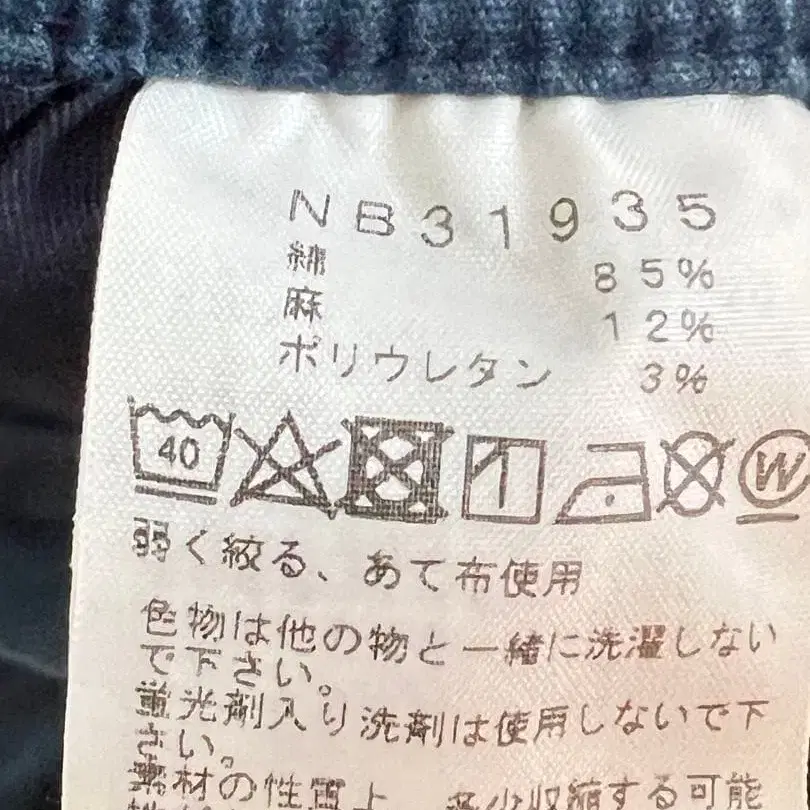 NB31935
綿 85%
麻 12%
ポリウレタン 3%
40
W
弱く絞る、あて布使用
色物は他の物と一緒に洗濯しない
で下さい。
蛍光剤入り洗剤は使用しないで下
さい。
素材の性質上、多少収縮する可能